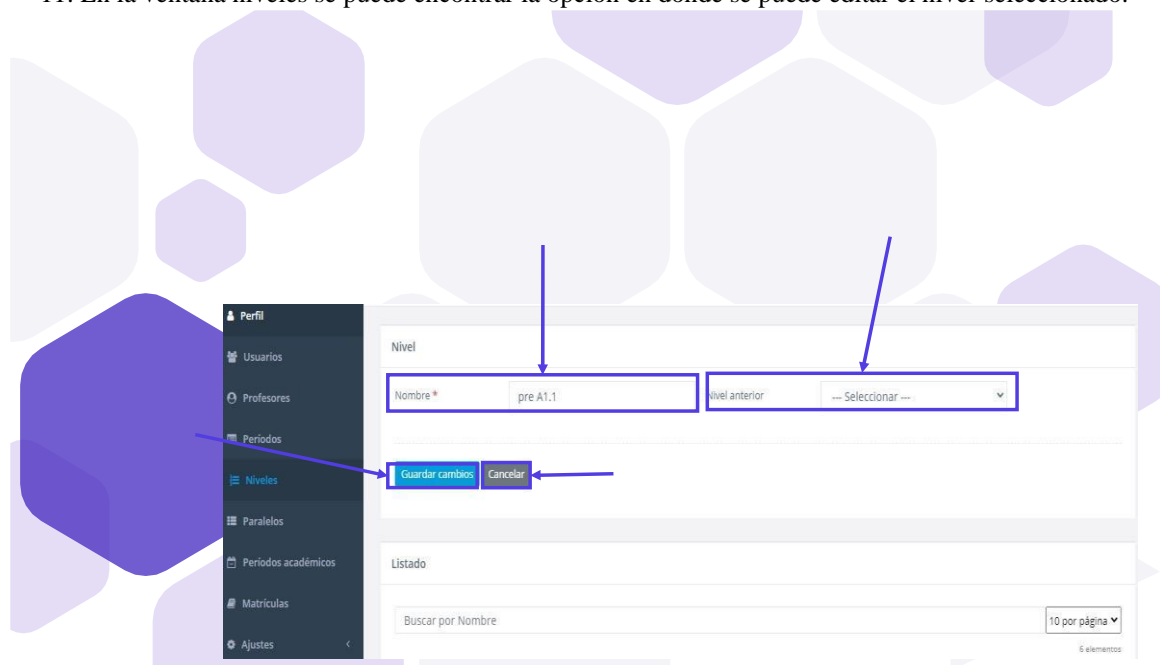 11. En la ventana niveles se puede encontrar la opción en donde se puede editar el nivel seleccionado.
Perfil
Usuarios
Profesores
Períodos
Niveles
Paralelos
Períodos académicos
Matrículas
Ajustes
Nivel
Nombre * pre A1.1 Nivel anterior --- Seleccionar ---
Guardar cambios Cancelar
Listado
Buscar por Nombre 10 por página
6 elementos